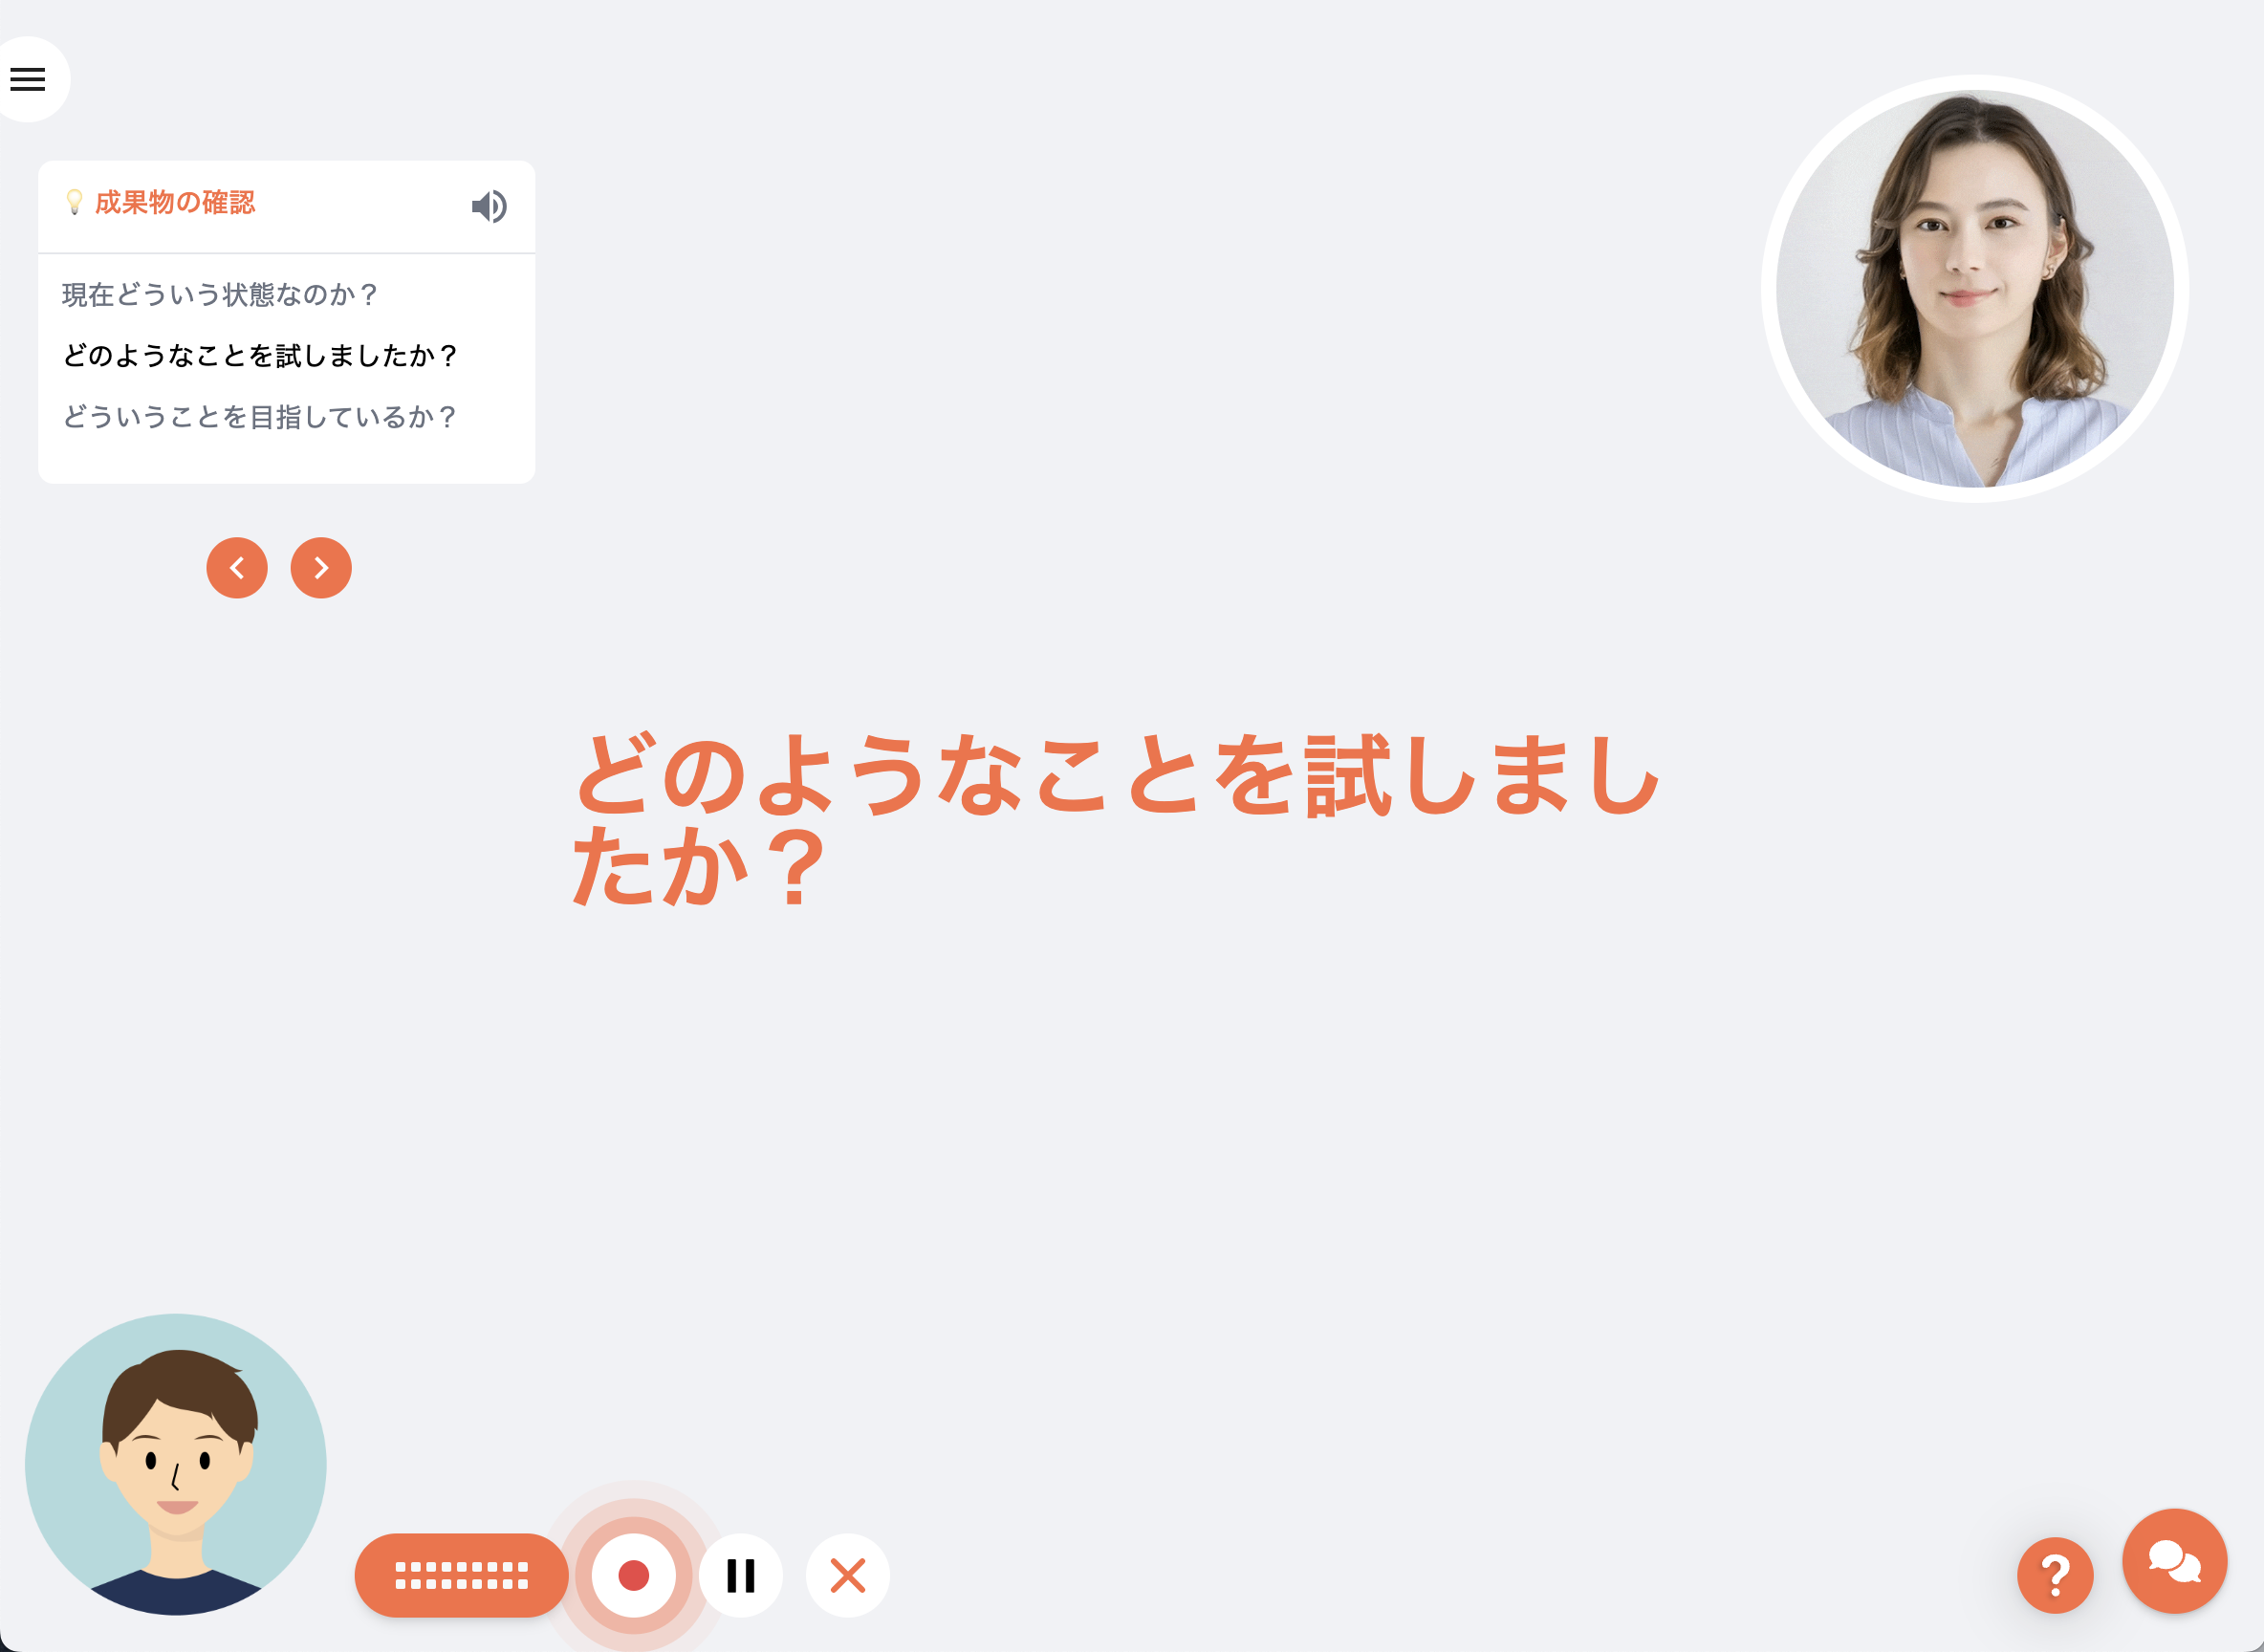 成果物の確認
現在どういう状態なのか？
どのようなことを試しましたか？
どういうことを目指しているか？
どのようなことを試しまし
たか？